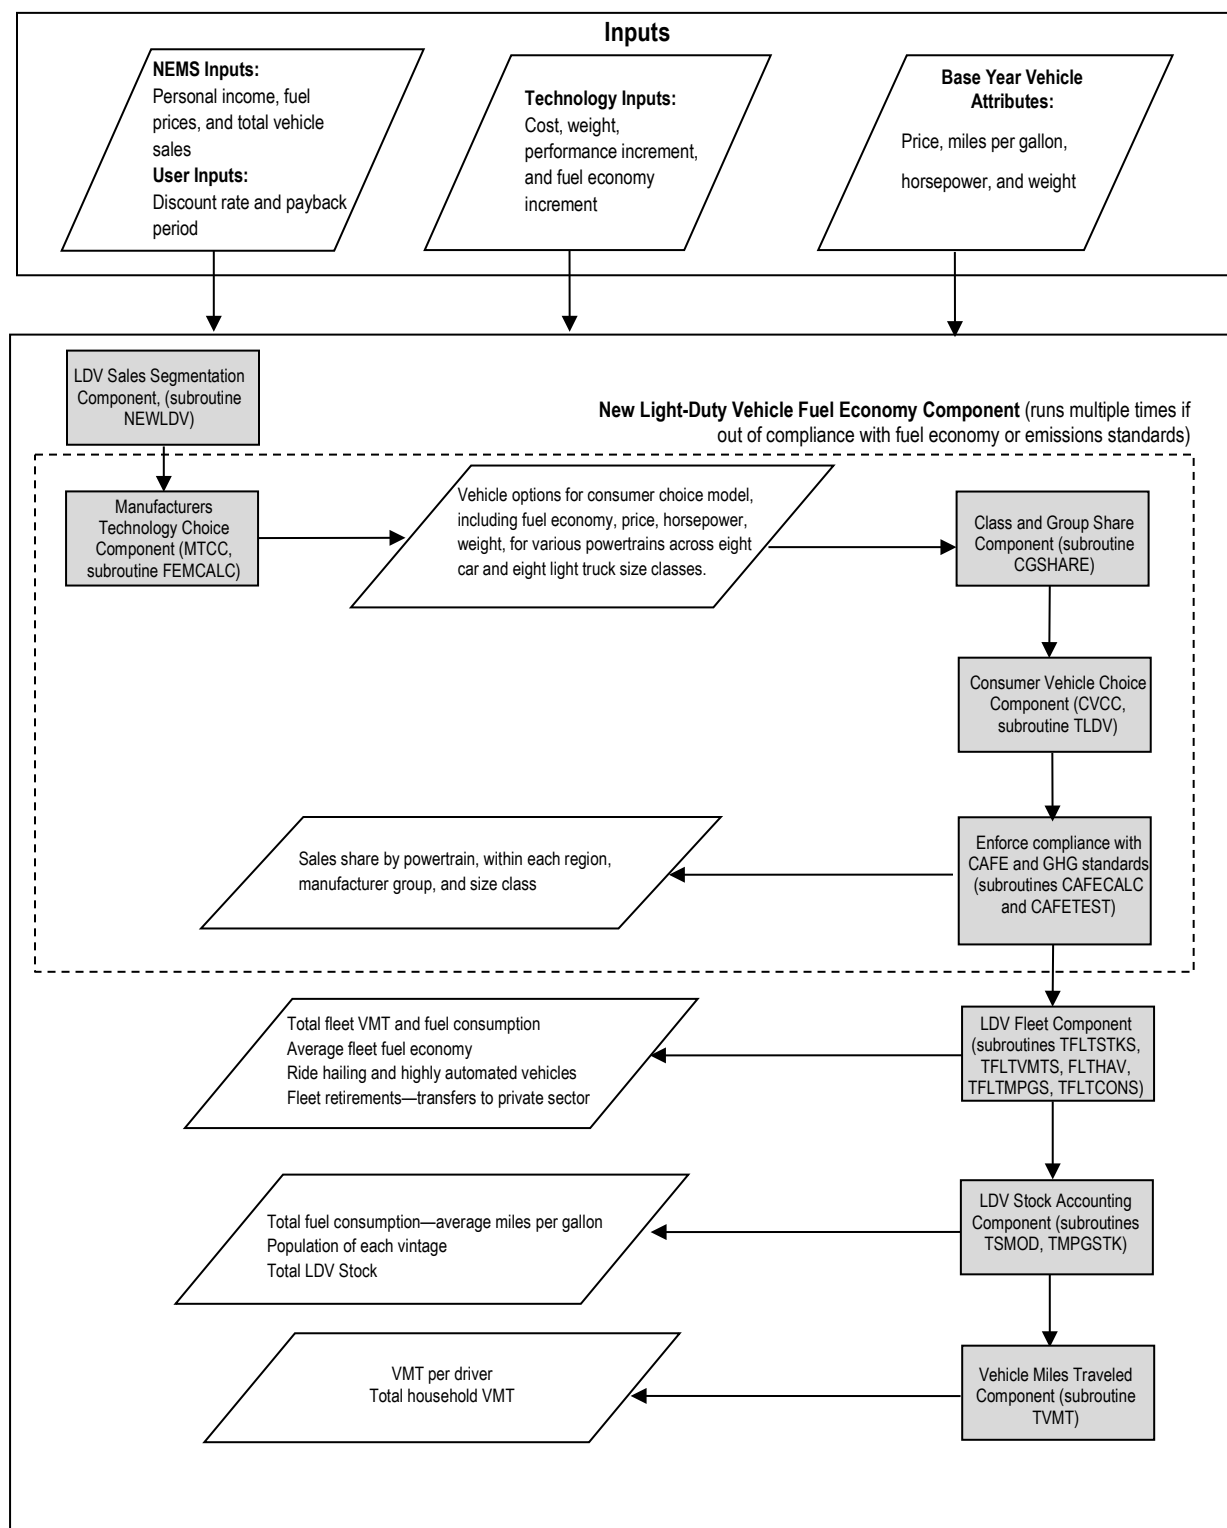 Inputs
NEMS Inputs:
Personal income, fuel
prices, and total vehicle
sales
User Inputs:
Discount rate and payback
period
Technology Inputs:
Cost, weight,
performance increment,
and fuel economy
increment
Base Year Vehicle
Attributes:
Price, miles per gallon,
horsepower, and weight
LDV Sales Segmentation
Component, (subroutine
NEWLDV)
New Light-Duty Vehicle Fuel Economy Component (runs multiple times if
out of compliance with fuel economy or emissions standards)
Manufacturers
Technology Choice
Component (MTCC,
subroutine FEMCALC)
Vehicle options for consumer choice model,
including fuel economy, price, horsepower,
weight, for various powertrains across eight
car and eight light truck size classes.
Class and Group Share
Component (subroutine
CGSHARE)
Consumer Vehicle Choice
Component (CVCC,
subroutine TLDV)
Enforce compliance with
CAFE and GHG standards
(subroutines CAFECALC
and CAFETEST)
Sales share by powertrain, within each region,
manufacturer group, and size class
LDV Fleet Component
(subroutines TFLTSTKS,
TFLTVMTS, FLTHAV,
TFLTMPGS, TFLTCONS)
Total fleet VMT and fuel consumption
Average fleet fuel economy
Ride hailing and highly automated vehicles
Fleet retirements—transfers to private sector
LDV Stock Accounting
Component (subroutines
TSMOD, TMPGSTK)
Total fuel consumption—average miles per gallon
Population of each vintage
Total LDV Stock
Vehicle Miles Traveled
Component (subroutine
TVMT)
VMT per driver
Total household VMT